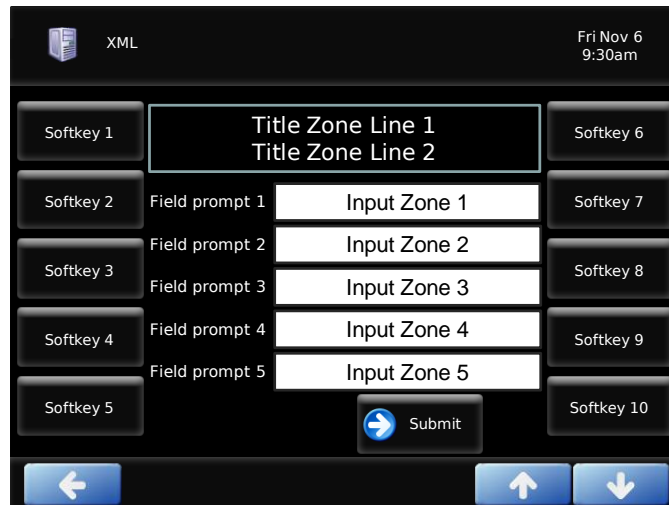 XML
Fri Nov 6
9:30am
Softkey 1
Title Zone Line 1
Title Zone Line 2
Softkey 6
Softkey 2
Field prompt 1
Input Zone 1
Softkey 7
Field prompt 2
Input Zone 2
Softkey 3
Field prompt 3
Input Zone 3
Softkey 8
Softkey 4
Field prompt 4
Input Zone 4
Softkey 9
Field prompt 5
Input Zone 5
Softkey 5
Submit
Softkey 10